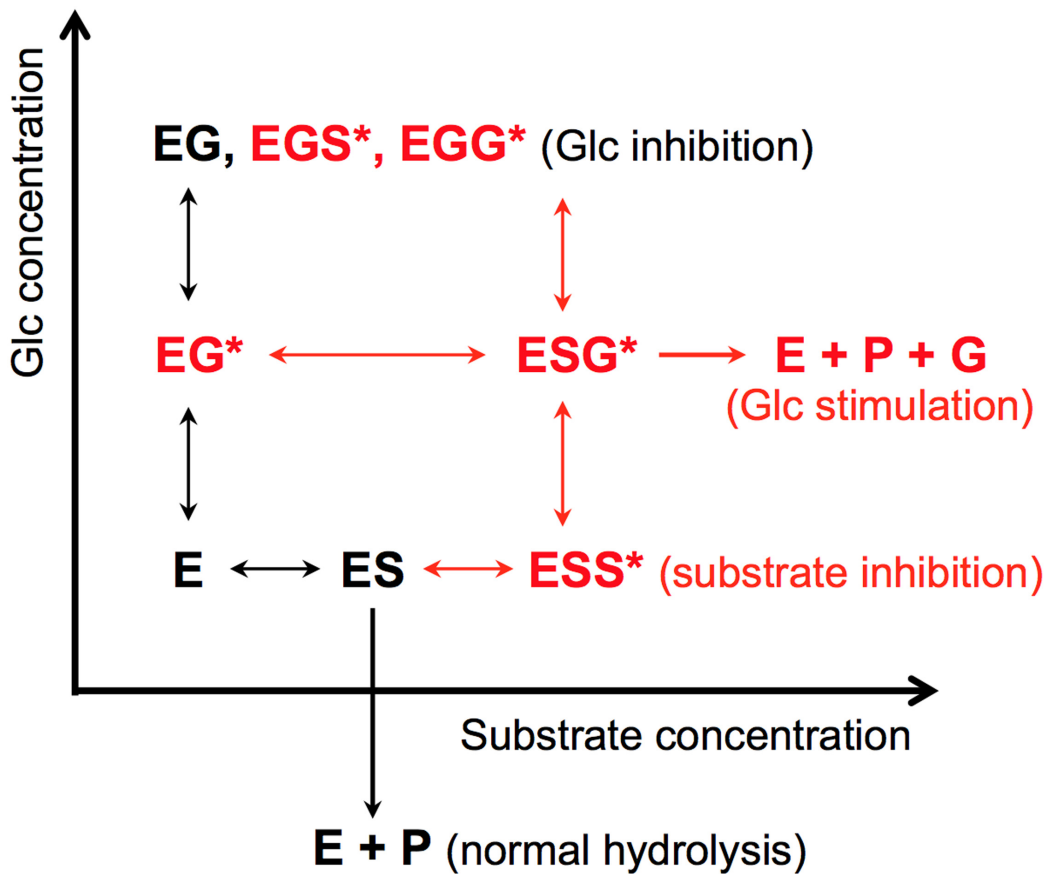 Glc concentration
EG, EGS*, EGG* (Glc inhibition)
EG* ESG* E + P + G
(Glc stimulation)
E ES ESS* (substrate inhibition)
Substrate concentration
E + P (normal hydrolysis)